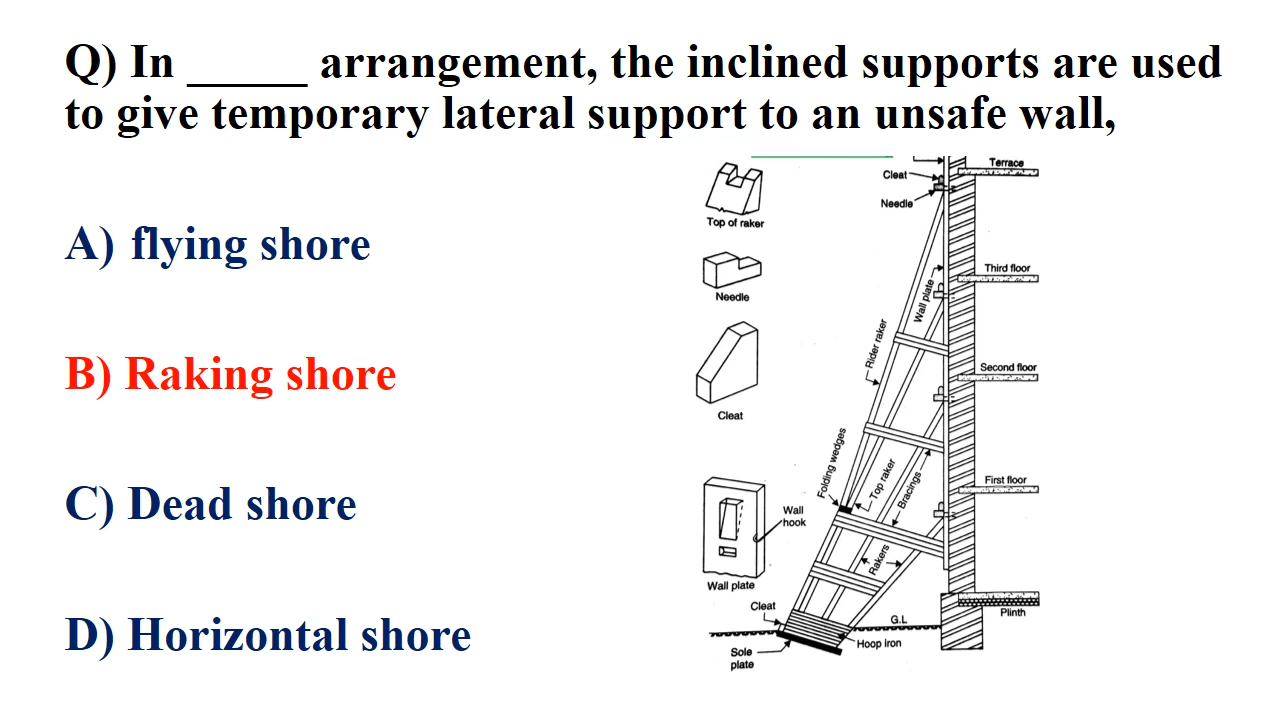 Q) In _____ arrangement, the inclined supports are used
to give temporary lateral support to an unsafe wall,
A) flying shore
B) Raking shore
C) Dead shore
D) Horizontal shore
Top of raker
Needle
Cleat
Wall
hook
Wall plate
Cleat
Needle
Terrace
Third floor
Wall plate
Rider raker
Second floor
Folding wedges
Top raker
Bracings
First floor
Rakers
Cleat
G.L
Plinth
Hoop iron
Sole
plate